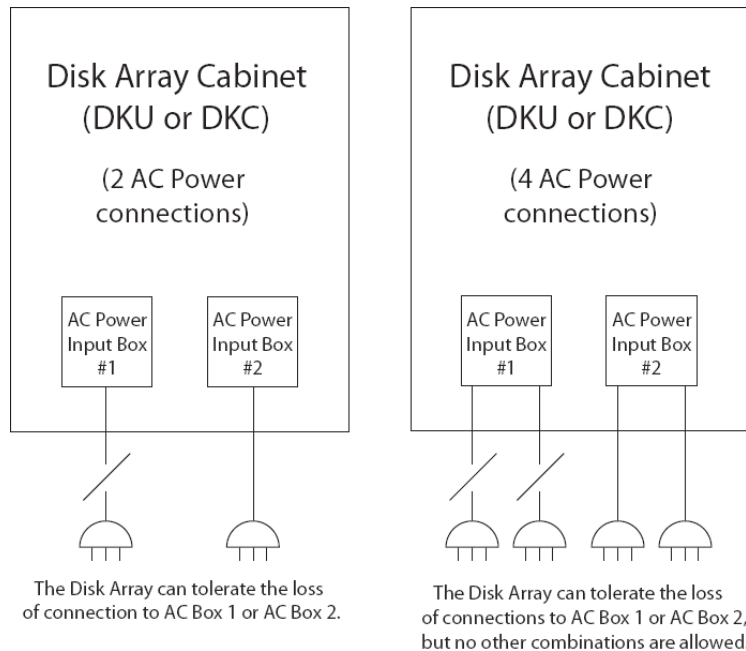 Disk Array Cabinet
(DKU or DKC)
(2 AC Power
connections)
AC Power
Input Box
#1
AC Power
Input Box
#2
The Disk Array can tolerate the loss
of connection to AC Box 1 or AC Box 2.
Disk Array Cabinet
(DKU or DKC)
(4 AC Power
connections)
AC Power
Input Box
#1
AC Power
Input Box
#2
The Disk Array can tolerate the loss
of connections to AC Box 1 or AC Box 2,
but no other combinations are allowed